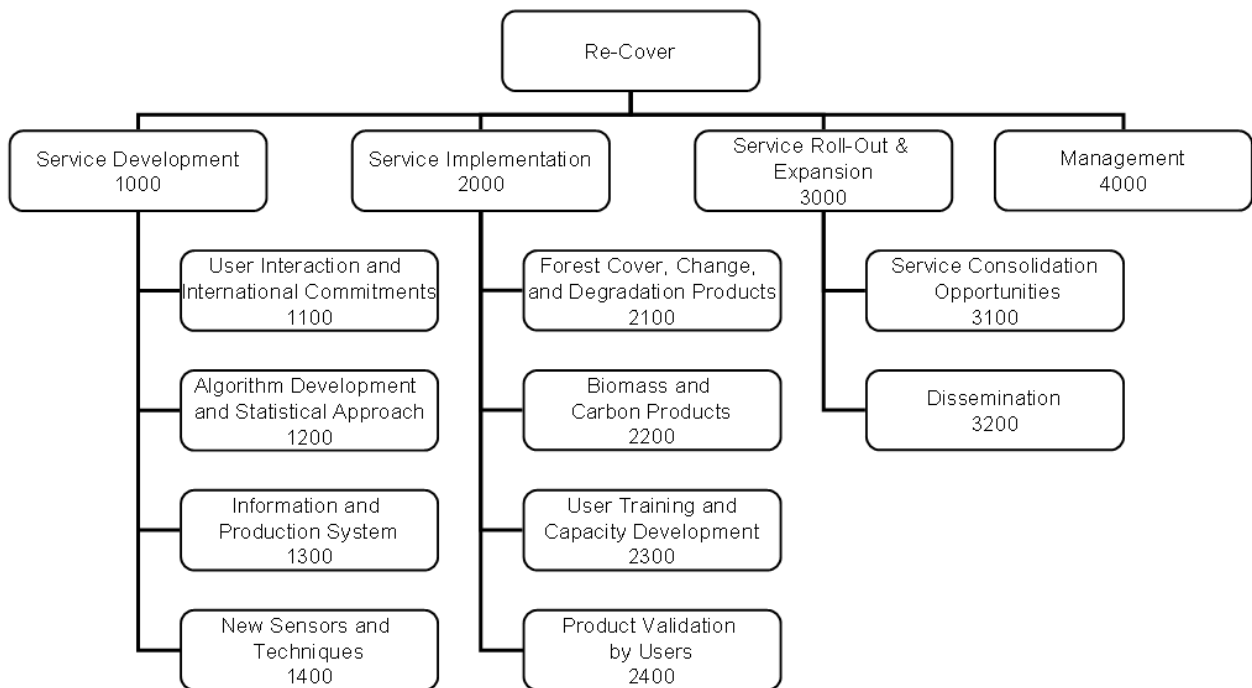 Re-Cover
Service Development
1000
Service Implementation
2000
Service Roll-Out &
Expansion
3000
Management
4000
User Interaction and
International Commitments
1100
Algorithm Development
and Statistical Approach
1200
Information and
Production System
1300
New Sensors and
Techniques
1400
Forest Cover, Change,
and Degradation Products
2100
Biomass and
Carbon Products
2200
User Training and
Capacity Development
2300
Product Validation
by Users
2400
Service Consolidation
Opportunities
3100
Dissemination
3200